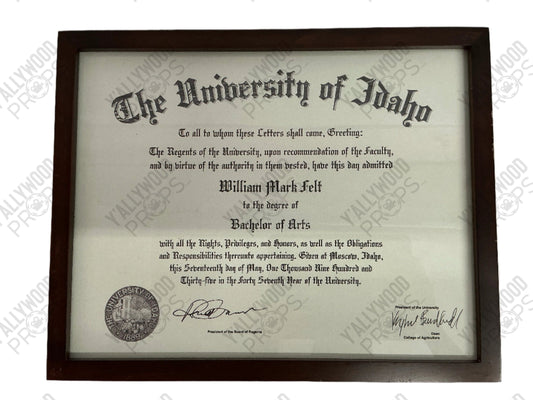 The University of Idaho
To all to whom these Letters shall come, Greeting:
The Regents of the University, upon recommendation of the Faculty,
and by virtue of the authority in them vested, have this day admitted
William Mark Felt
to the degree of
Bachelor of Arts
with all the Rights, Privileges, and Honors, as well as the Obligations
and Responsibilities thereunto appertaining. Given at Moscow, Idaho,
this Seventeenth day of May, One Thousand Nine Hundred and
Thirty-five in the Forty Seventh Year of the University.
President of the Board of Regents
President of the University
Dean
College of Agriculture
Y'ALLYWOOD
PROPS